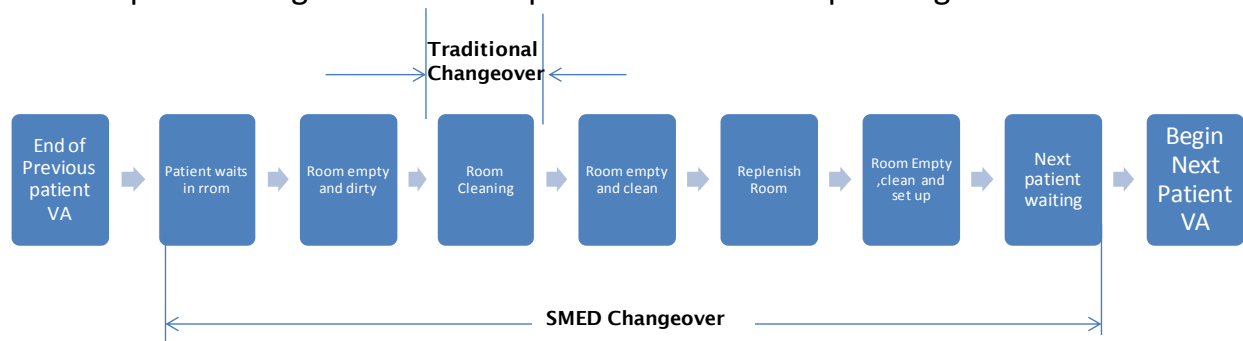 Traditional
Changeover
End of
Previous
patient
VA
Patient waits
in rrom
Room empty
and dirty
Room
Cleaning
Room empty
and clean
Replenish
Room
Room Empty
,clean and
set up
Next
patient
waiting
Begin
Next
Patient
VA
SMED Changeover